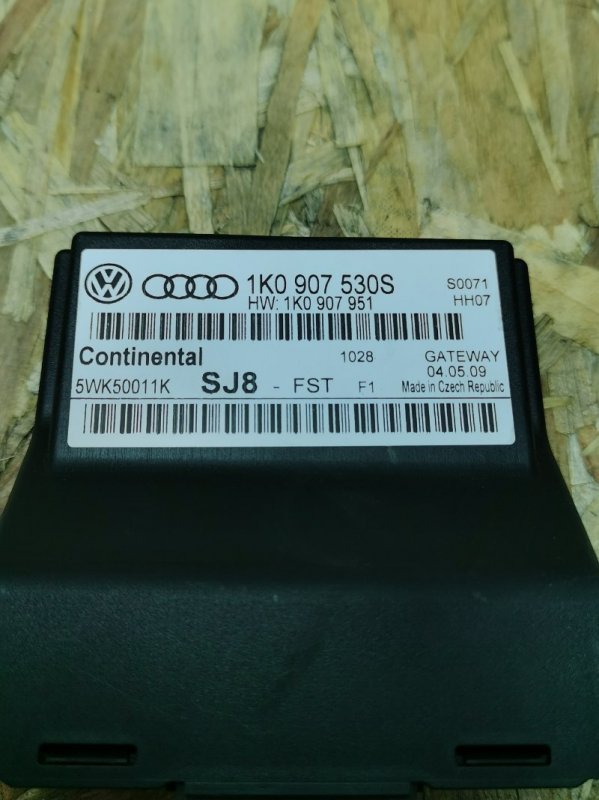 1K0 907 530S S0071
HW: 1K0 907 951 HH07
Continental 1028 GATEWAY
04.05.09
5WK50011K SJ8 - FST F1 Made in Czech Republic